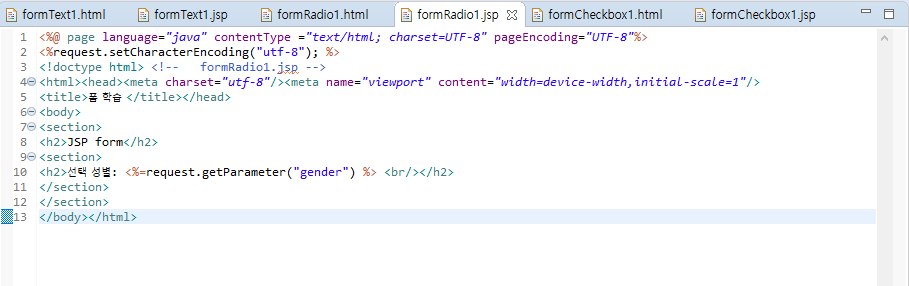 formText1.html formText1.jsp formRadio1.html formRadio1.jsp formCheckbox1.html formCheckbox1.jsp
1 <%@ page language="java" contentType ="text/html; charset=UTF-8" pageEncoding="UTF-8"%>
2 <%request.setCharacterEncoding("utf-8"); %>
3 <!doctype html> <!-- formRadio1.jsp -->
4 <html><head><meta charset="utf-8"/><meta name="viewport" content="width=device-width,initial-scale=1"/>
5 <title>폼 학습 </title></head>
6 <body>
7 <section>
8 <h2>JSP form</h2>
9 <section>
10 <h2>선택 성별: <%=request.getParameter("gender") %> <br/></h2>
11 </section>
12 </section>
13 </body></html>